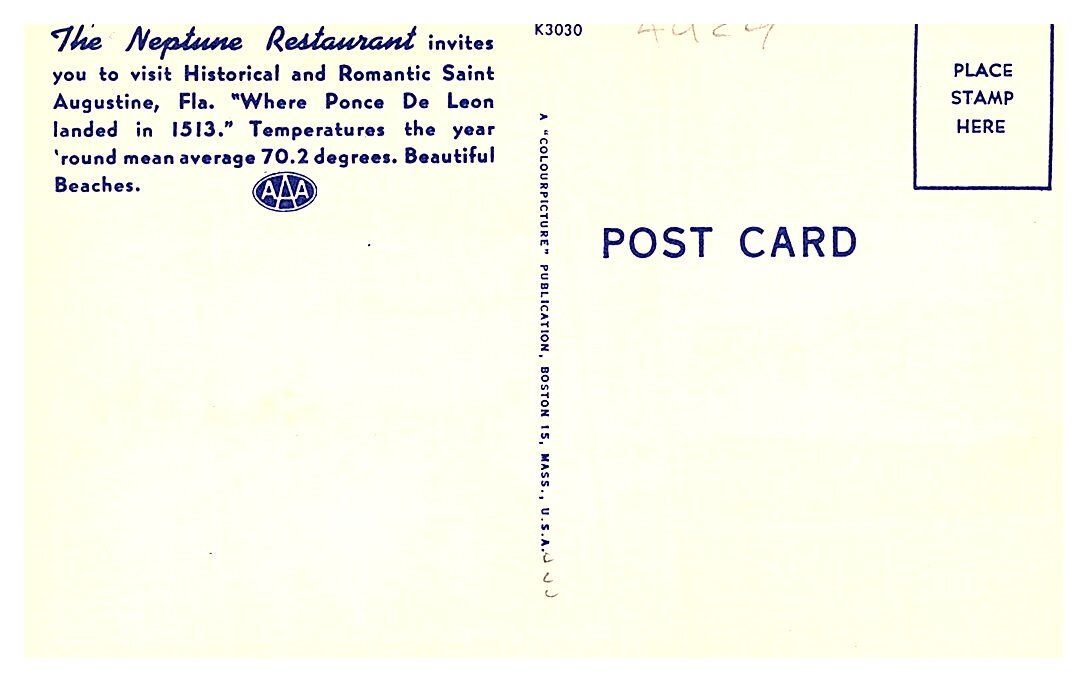 The Neptune Restaurant invites
you to visit Historical and Romantic Saint
Augustine, Fla. "Where Ponce De Leon
landed in 1513." Temperatures the year
'round mean average 70.2 degrees. Beautiful
Beaches.
AAA
K3030
A "COLOURPICTURE" PUBLICATION, BOSTON 15, MASS., U.S.A.
POST CARD
PLACE
STAMP
HERE